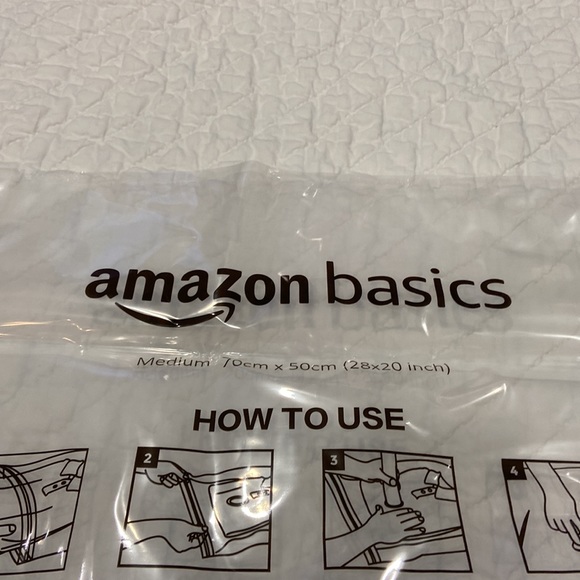 amazon basics
Medium 70cm x 50cm (28x20 inch)
HOW TO USE
2 3 4